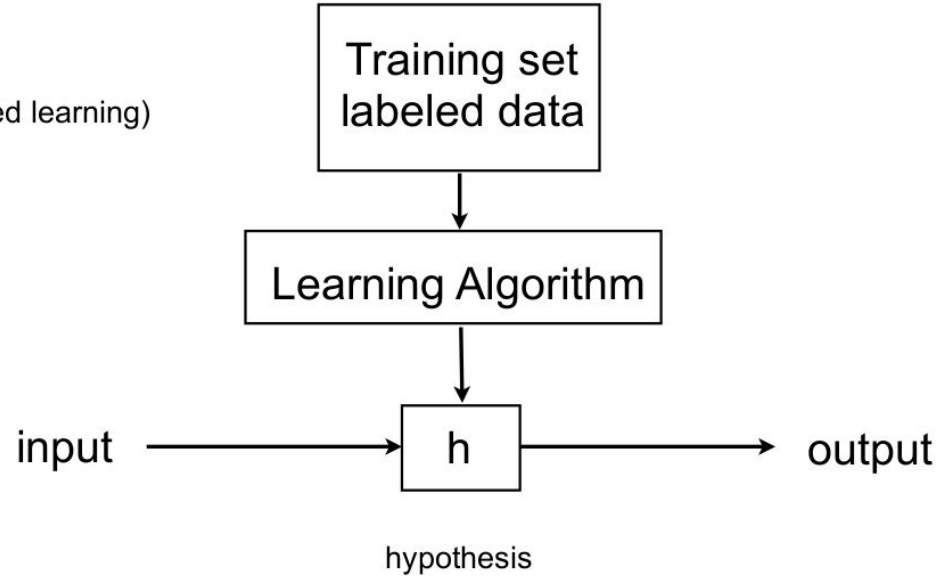 Training set
labeled data
ed learning)
Learning Algorithm
input
h
output
hypothesis